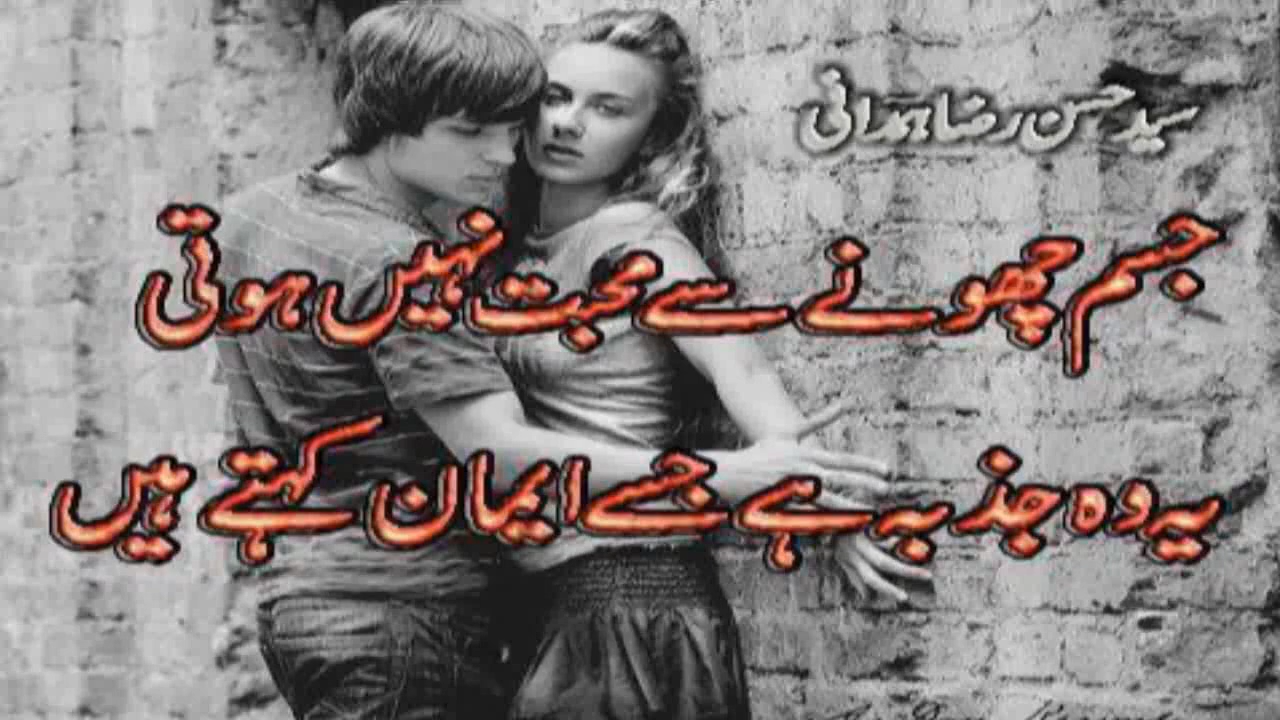 سید حسن رضا ہمدانی
جسم چھونے سے محبت نہیں ہوتی
یہ وہ جذبہ ہے جسے ایمان کہتے ہیں